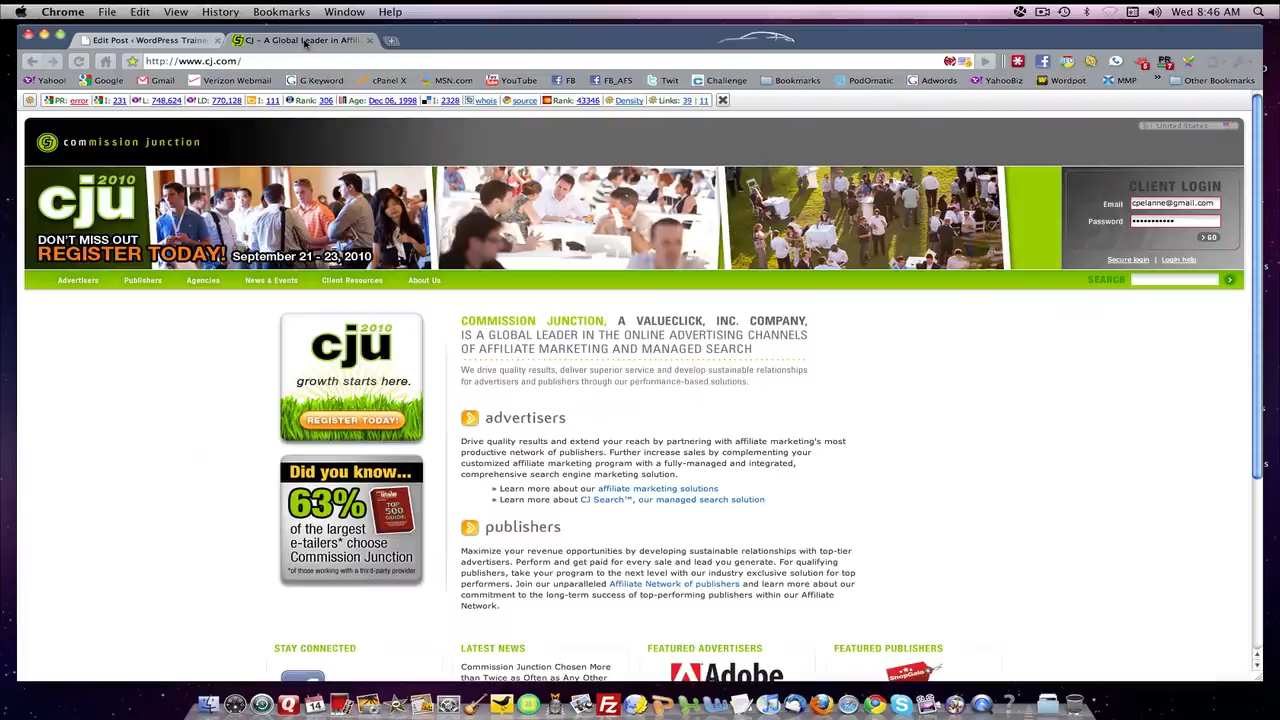 Chrome File Edit View History Bookmarks Window Help
Wed 8:46 AM
Edit Post ‹ WordPress Traine
CJ – A Global Leader in Affili
http://www.cj.com/
Yahoo! Google Gmail Verizon Webmail G Keyword cPanel X MSN.com YouTube FB FB_AFS Twit Challenge Bookmarks PodOmatic Adwords YahooBiz Wordpot MMP » Other Bookmarks
PR: error I: 231 L: 748,624 LD: 770,128 I: 111 Rank: 306 Age: Dec 06, 1998 I: 2328 whois source Rank: 43346 Density Links: 39 | 11
United States
commission junction
cju 2010
DON'T MISS OUT
REGISTER TODAY! September 21 - 23, 2010
CLIENT LOGIN
Email cpelanne@gmail.com
Password
GO
Secure login | Login help
Advertisers Publishers Agencies News & Events Client Resources About Us
SEARCH
cju 2010
growth starts here.
REGISTER TODAY!
Did you know...
63%
TOP 500 GUIDE
of the largest
e-tailers* choose
Commission Junction
*of those working with a third-party provider
COMMISSION JUNCTION, A VALUECLICK, INC. COMPANY,
IS A GLOBAL LEADER IN THE ONLINE ADVERTISING CHANNELS
OF AFFILIATE MARKETING AND MANAGED SEARCH
We drive quality results, deliver superior service and develop sustainable relationships
for advertisers and publishers through our performance-based solutions.
advertisers
Drive quality results and extend your reach by partnering with affiliate marketing's most
productive network of publishers. Further increase sales by complementing your
customized affiliate marketing program with a fully-managed and integrated,
comprehensive search engine marketing solution.
» Learn more about our affiliate marketing solutions
» Learn more about CJ Search™, our managed search solution
publishers
Maximize your revenue opportunities by developing sustainable relationships with top-tier
advertisers. Perform and get paid for every sale and lead you generate. For qualifying
publishers, take your program to the next level with our industry exclusive solution for top
performers. Join our unparalleled Affiliate Network of publishers and learn more about our
commitment to the long-term success of top-performing publishers within our Affiliate
Network.
STAY CONNECTED
LATEST NEWS
Commission Junction Chosen More
than Twice as Often as Any Other
FEATURED ADVERTISERS
Adobe
FEATURED PUBLISHERS
ShopGala